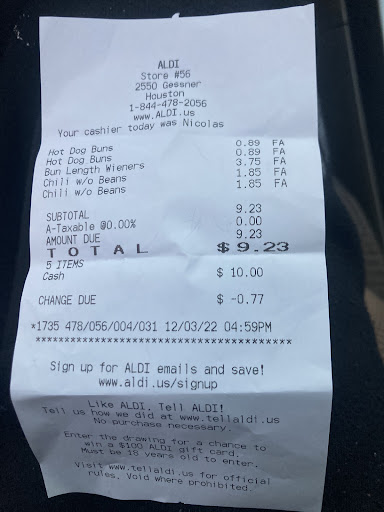 ALDI
Store #56
2550 Gessner
Houston
1-844-478-2056
www.ALDI.us
Your cashier today was Nicolas
Hot Dog Buns 0.89 FA
Hot Dog Buns 0.89 FA
Bun Length Wieners 3.75 FA
Chili w/o Beans 1.85 FA
Chili w/o Beans 1.85 FA
SUBTOTAL 9.23
A-Taxable @0.00% 0.00
AMOUNT DUE 9.23
TOTAL $9.23
5 ITEMS
Cash $ 10.00
CHANGE DUE $ -0.77
*1735 478/056/004/031 12/03/22 04:59PM
******************************************
Sign up for ALDI emails and save!
www.aldi.us/signup
Like ALDI, Tell ALDI!
Tell us how we did at www.tellaldi.us
No purchase necessary.
Enter the drawing for a chance to
win a $100 ALDI gift card.
Must be 18 years old to enter.
Visit www.tellaldi.us for official
rules. Void where prohibited.